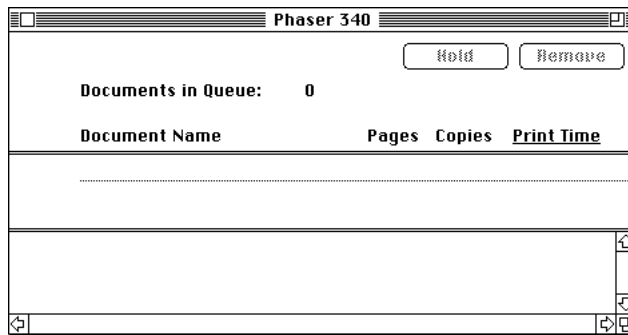 Phaser 340
Hold Remove
Documents in Queue: 0
Document Name Pages Copies Print Time